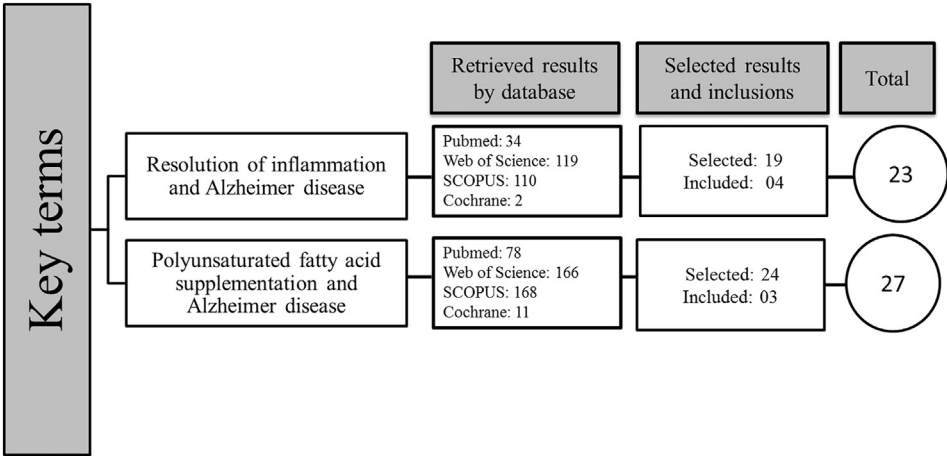 Key terms
Retrieved results
by database
Selected results
and inclusions
Total
Resolution of inflammation
and Alzheimer disease
Pubmed: 34
Web of Science: 119
SCOPUS: 110
Cochrane: 2
Selected: 19
Included: 04
23
Polyunsaturated fatty acid
supplementation and
Alzheimer disease
Pubmed: 78
Web of Science: 166
SCOPUS: 168
Cochrane: 11
Selected: 24
Included: 03
27